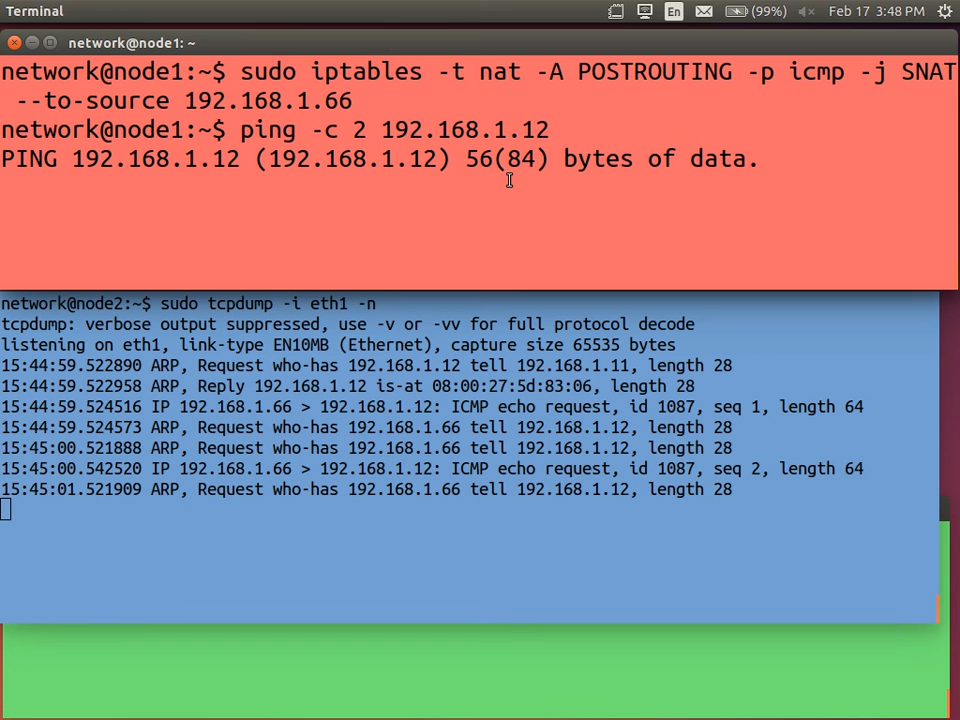 Terminal
En
(99%)
Feb 17 3:48 PM
network@node1: ~
network@node1:~$ sudo iptables -t nat -A POSTROUTING -p icmp -j SNAT
--to-source 192.168.1.66
network@node1:~$ ping -c 2 192.168.1.12
PING 192.168.1.12 (192.168.1.12) 56(84) bytes of data.
network@node2:~$ sudo tcpdump -i eth1 -n
tcpdump: verbose output suppressed, use -v or -vv for full protocol decode
listening on eth1, link-type EN10MB (Ethernet), capture size 65535 bytes
15:44:59.522890 ARP, Request who-has 192.168.1.12 tell 192.168.1.11, length 28
15:44:59.522958 ARP, Reply 192.168.1.12 is-at 08:00:27:5d:83:06, length 28
15:44:59.524516 IP 192.168.1.66 > 192.168.1.12: ICMP echo request, id 1087, seq 1, length 64
15:44:59.524573 ARP, Request who-has 192.168.1.66 tell 192.168.1.12, length 28
15:45:00.521888 ARP, Request who-has 192.168.1.66 tell 192.168.1.12, length 28
15:45:00.542520 IP 192.168.1.66 > 192.168.1.12: ICMP echo request, id 1087, seq 2, length 64
15:45:01.521909 ARP, Request who-has 192.168.1.66 tell 192.168.1.12, length 28